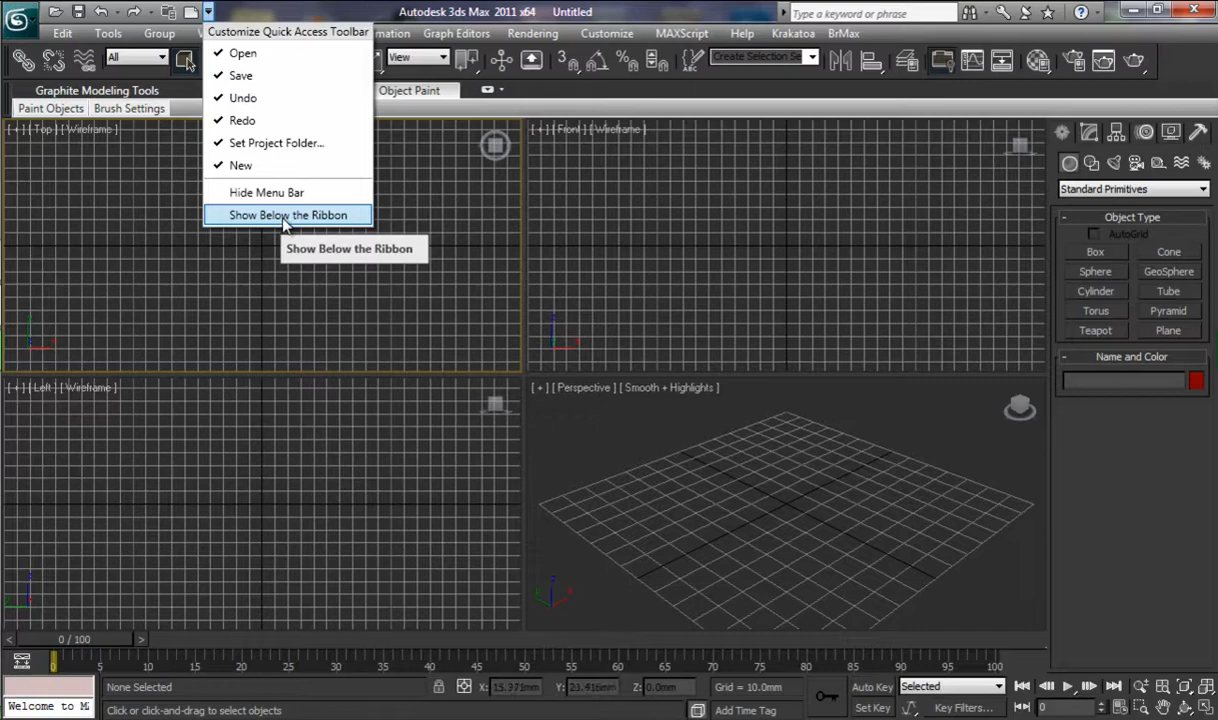 Autodesk 3ds Max 2011 x64 Untitled
Type a keyword or phrase
Edit Tools Group mation Graph Editors Rendering Customize MAXScript Help Krakatoa BrMax
Customize Quick Access Toolbar
Open
Save
Undo
Redo
Set Project Folder...
New
Hide Menu Bar
Show Below the Ribbon
Show Below the Ribbon
All
View
Create Selection Se
Graphite Modeling Tools
Object Paint
Paint Objects Brush Settings
[ + ] [ Top ] [ Wireframe ]
[ + ] [ Front ] [ Wireframe ]
[ + ] [ Left ] [ Wireframe ]
[ + ] [ Perspective ] [ Smooth + Highlights ]
Standard Primitives
- Object Type
AutoGrid
Box Cone
Sphere GeoSphere
Cylinder Tube
Torus Pyramid
Teapot Plane
- Name and Color
< 0 / 100 >
0 5 10 15 20 25 30 35 40 45 50 55 60 65 70 75 80 85 90 95 100
None Selected
X: 15.371mm Y: 23.416mm Z: 0.0mm
Grid = 10.0mm
Auto Key Selected
Welcome to M
Click or click-and-drag to select objects
Add Time Tag
Set Key
Key Filters...
0